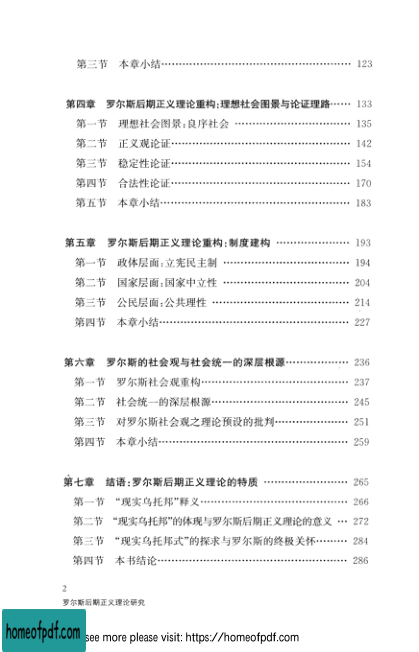 第三节 本章小结…………………………………………… 123
第四章 罗尔斯后期正义理论重构：理想社会图景与论证理路…… 133
第一节 理想社会图景：良序社会 ………………………… 135
第二节 正义观论证………………………………………… 142
第三节 稳定性论证………………………………………… 154
第四节 合法性论证………………………………………… 170
第五节 本章小结…………………………………………… 183
第五章 罗尔斯后期正义理论重构：制度建构 ……………… 193
第一节 政体层面：立宪民主制 …………………………… 194
第二节 国家层面：国家中立性 …………………………… 204
第三节 公民层面：公共理性 ……………………………… 214
第四节 本章小结…………………………………………… 227
第六章 罗尔斯的社会观与社会统一的深层根源……………… 236
第一节 罗尔斯社会观重构………………………………… 237
第二节 社会统一的深层根源……………………………… 245
第三节 对罗尔斯社会观之理论预设的批判……………… 251
第四节 本章小结…………………………………………… 259
第七章 结语：罗尔斯后期正义理论的特质 ………………… 265
第一节 “现实乌托邦”释义………………………………… 266
第二节 “现实乌托邦”的体现与罗尔斯后期正义理论的意义 … 272
第三节 “现实乌托邦式”的探求与罗尔斯的终极关怀……… 284
第四节 本书结论…………………………………………… 286
2
罗尔斯后期正义理论研究
homeofpdf.com
see more please visit: https://homeofpdf.com